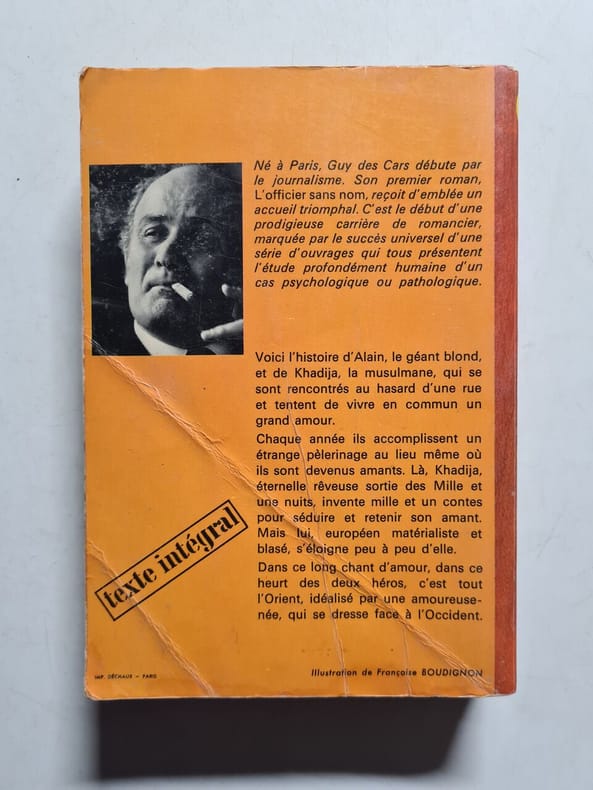 Né à Paris, Guy des Cars débute par
le journalisme. Son premier roman,
L'officier sans nom, reçoit d'emblée un
accueil triomphal. C'est le début d'une
prodigieuse carrière de romancier,
marquée par le succès universel d'une
série d'ouvrages qui tous présentent
l'étude profondément humaine d'un
cas psychologique ou pathologique.
Voici l'histoire d'Alain, le géant blond,
et de Khadija, la musulmane, qui se
sont rencontrés au hasard d'une rue
et tentent de vivre en commun un
grand amour.
Chaque année ils accomplissent un
étrange pèlerinage au lieu même où
ils sont devenus amants. Là, Khadija,
éternelle rêveuse sortie des Mille et
une nuits, invente mille et un contes
pour séduire et retenir son amant.
Mais lui, européen matérialiste et
blasé, s'éloigne peu à peu d'elle.
Dans ce long chant d'amour, dans ce
heurt des deux héros, c'est tout
l'Orient, idéalisé par une amoureuse-
née, qui se dresse face à l'Occident.
texte intégral
IMP. DÉCHAUX - PARIS
Illustration de Françoise BOUDIGNON